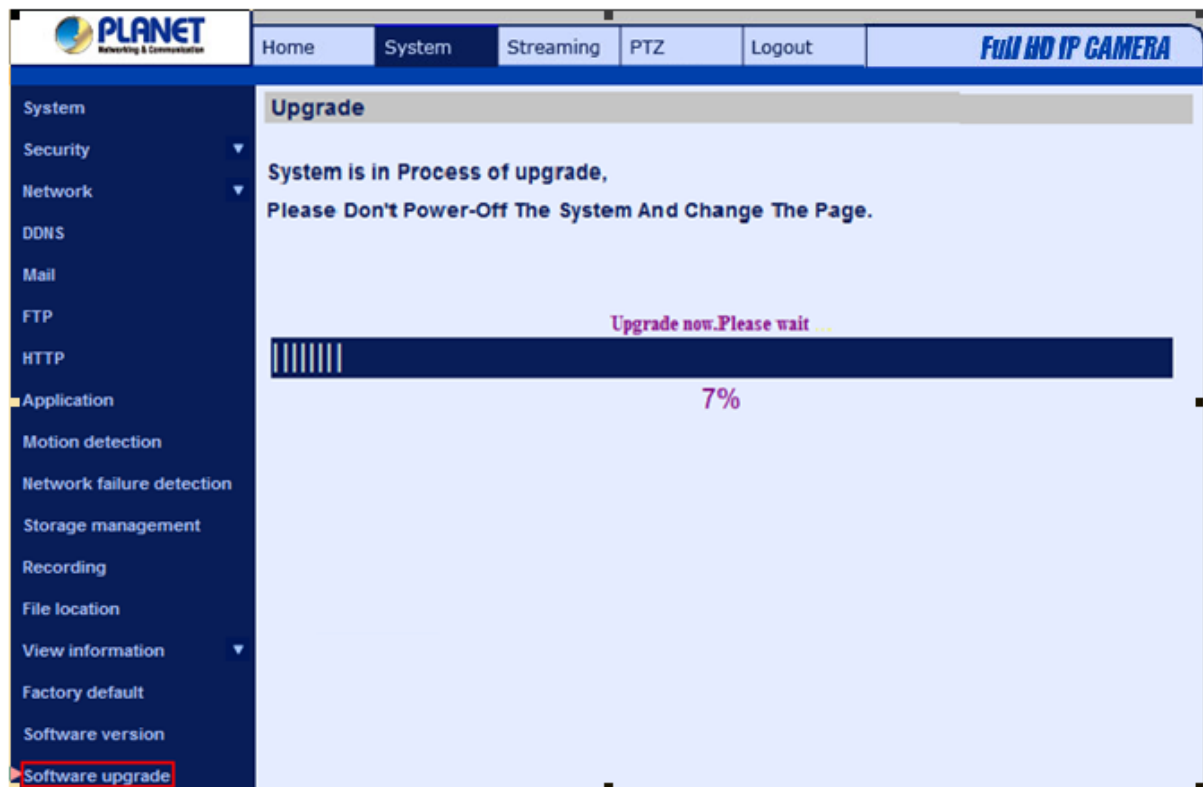 PLANET
Networking & Communication
Home System Streaming PTZ Logout Full HD IP CAMERA
System
Security
Network
DDNS
Mail
FTP
HTTP
Application
Motion detection
Network failure detection
Storage management
Recording
File location
View information
Factory default
Software version
Software upgrade
Upgrade
System is in Process of upgrade,
Please Don't Power-Off The System And Change The Page.
Upgrade now.Please wait ...
7%